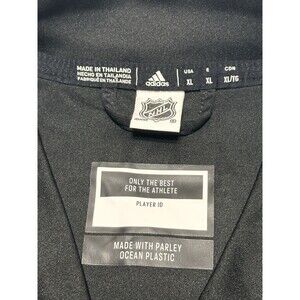 MADE IN THAILAND
HECHO EN TAILANDIA
FABRIQUÉ EN THAÏLANDE
adidas
USA E CDN
XL XL XL/TG
NHL
ONLY THE BEST
FOR THE ATHLETE
PLAYER ID
MADE WITH PARLEY
OCEAN PLASTIC